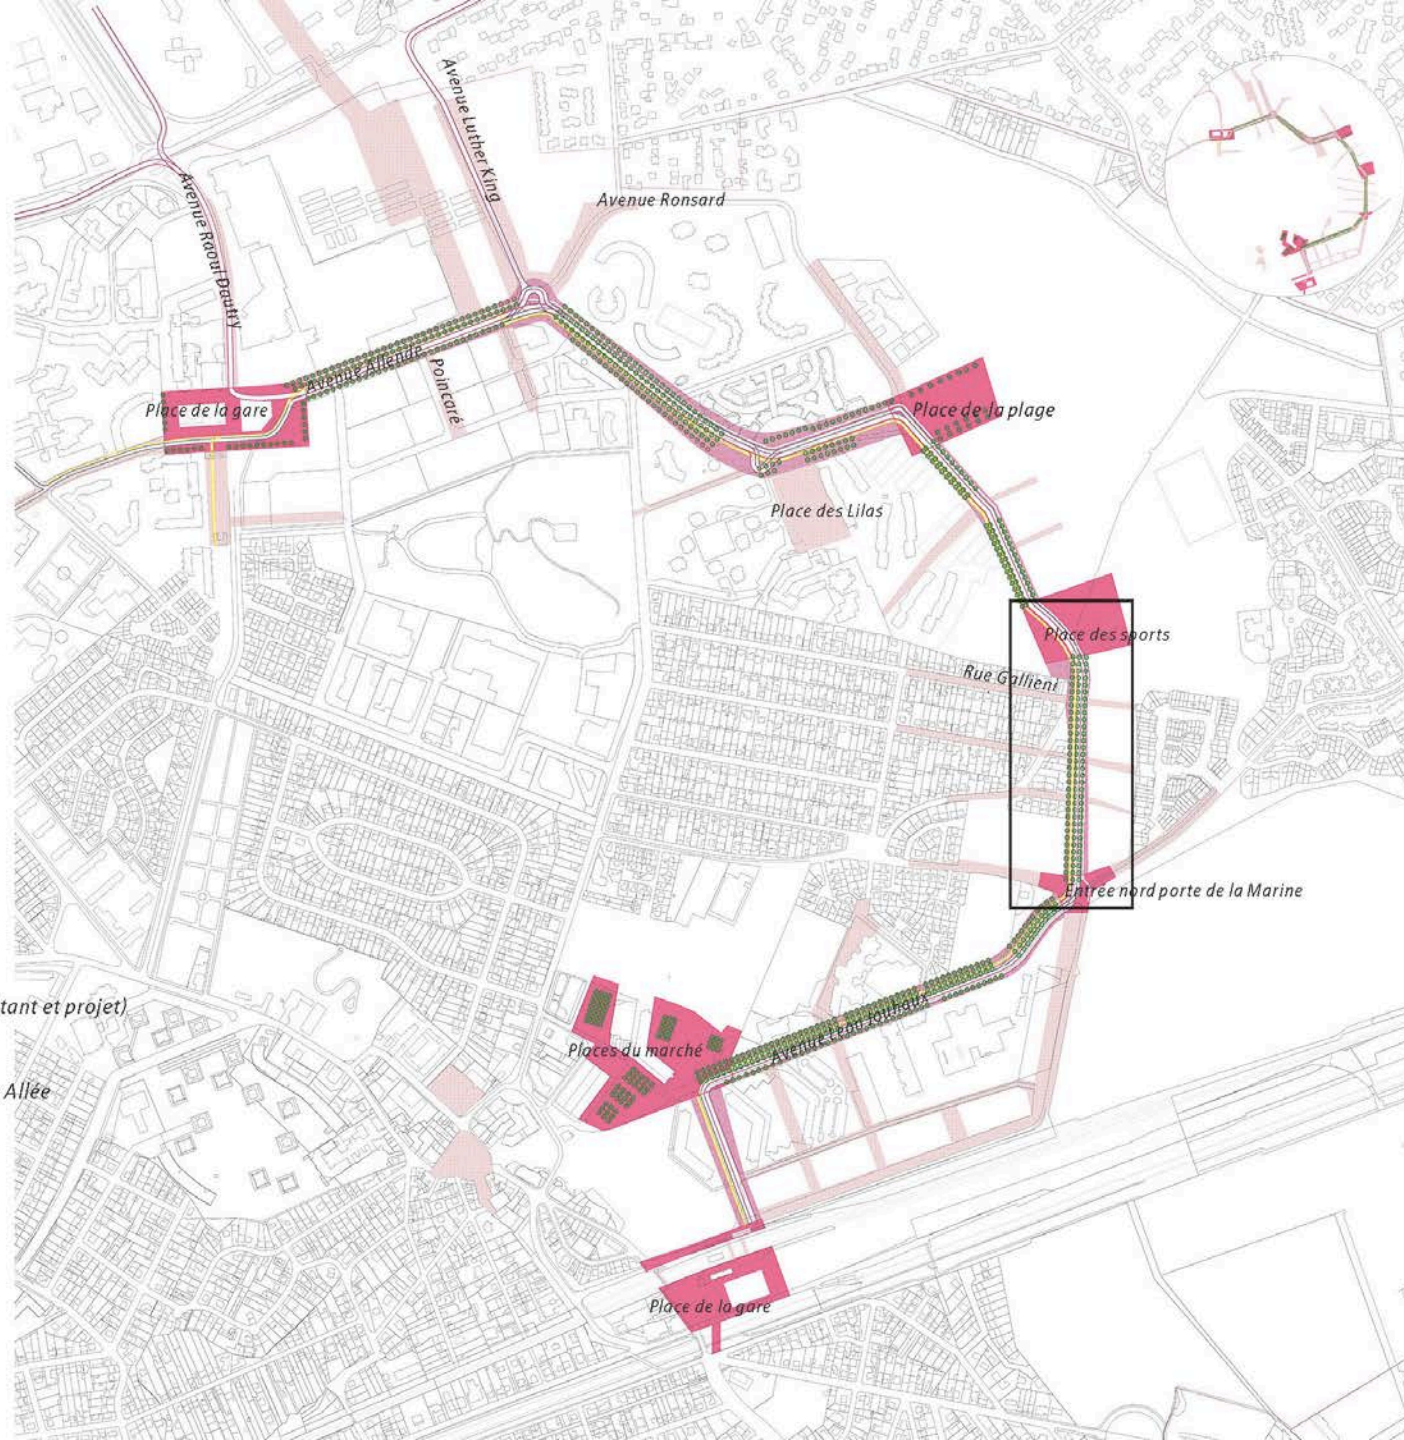 Avenue Luther King
Avenue Ronsard
Avenue Raoul Dautry
Avenue Allende
Poincaré
Place de la gare
Place de la plage
Place des Lilas
Place des sports
Rue Gallieni
Entrée nord porte de la Marine
tant et projet)
Avenue Léon Jouhaux
Places du marché
Allée
Place de la gare